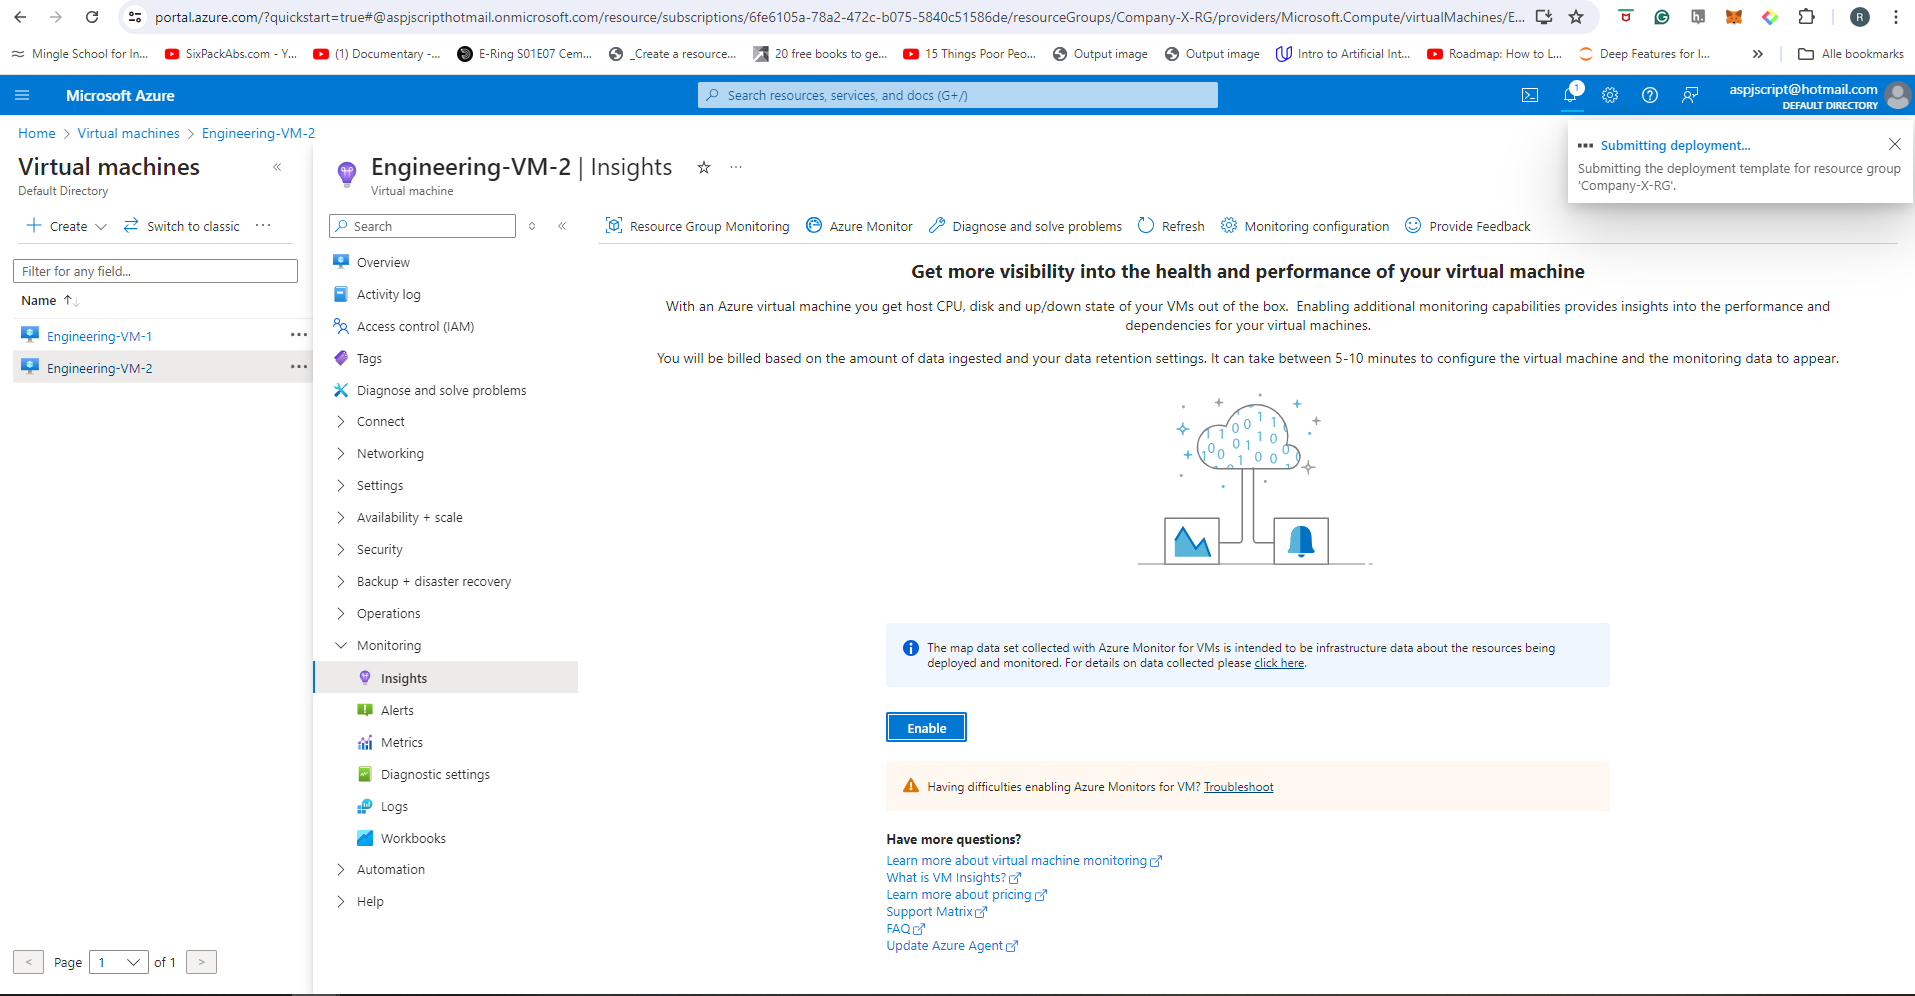 portal.azure.com/?quickstart=true#@aspjscripthotmail.onmicrosoft.com/resource/subscriptions/6fe6105a-78a2-472c-b075-5840c51586de/resourceGroups/Company-X-RG/providers/Microsoft.Compute/virtualMachines/E...
R
Mingle School for In...
SixPackAbs.com - Y...
(1) Documentary -...
E-Ring S01E07 Cem...
_Create a resource...
20 free books to ge...
15 Things Poor Peo...
Output image
Output image
Intro to Artificial Int...
Roadmap: How to L...
Deep Features for I...
»
Alle bookmarks
Microsoft Azure
Search resources, services, and docs (G+/)
1
aspjscript@hotmail.com
DEFAULT DIRECTORY
Home > Virtual machines > Engineering-VM-2
Submitting deployment...
Submitting the deployment template for resource group
'Company-X-RG'.
Virtual machines
Default Directory
Create
Switch to classic
Filter for any field...
Name
Engineering-VM-1
Engineering-VM-2
< Page 1 of 1 >
Engineering-VM-2 | Insights
Virtual machine
Search
Overview
Activity log
Access control (IAM)
Tags
Diagnose and solve problems
Connect
Networking
Settings
Availability + scale
Security
Backup + disaster recovery
Operations
Monitoring
Insights
Alerts
Metrics
Diagnostic settings
Logs
Workbooks
Automation
Help
Resource Group Monitoring
Azure Monitor
Diagnose and solve problems
Refresh
Monitoring configuration
Provide Feedback
Get more visibility into the health and performance of your virtual machine
With an Azure virtual machine you get host CPU, disk and up/down state of your VMs out of the box. Enabling additional monitoring capabilities provides insights into the performance and
dependencies for your virtual machines.
You will be billed based on the amount of data ingested and your data retention settings. It can take between 5-10 minutes to configure the virtual machine and the monitoring data to appear.
The map data set collected with Azure Monitor for VMs is intended to be infrastructure data about the resources being
deployed and monitored. For details on data collected please click here.
Enable
Having difficulties enabling Azure Monitors for VM? Troubleshoot
Have more questions?
Learn more about virtual machine monitoring
What is VM Insights?
Learn more about pricing
Support Matrix
FAQ
Update Azure Agent